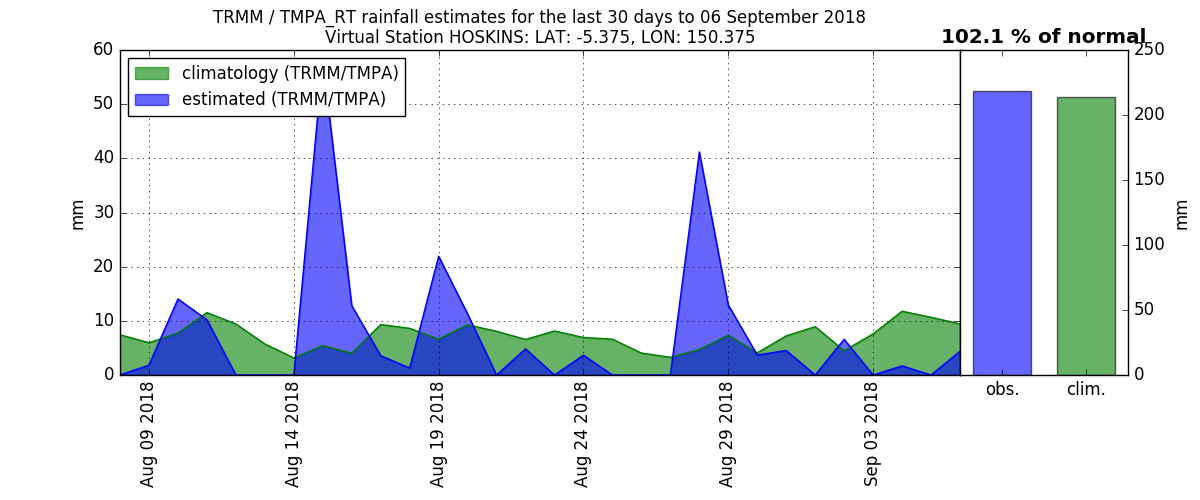 TRMM / TMPA_RT rainfall estimates for the last 30 days to 06 September 2018
Virtual Station HOSKINS: LAT: -5.375, LON: 150.375
102.1 % of normal
climatology (TRMM/TMPA)
estimated (TRMM/TMPA)
60
50
40
30
20
10
0
mm
Aug 09 2018
Aug 14 2018
Aug 19 2018
Aug 24 2018
Aug 29 2018
Sep 03 2018
250
200
150
100
50
0
mm
obs.
clim.